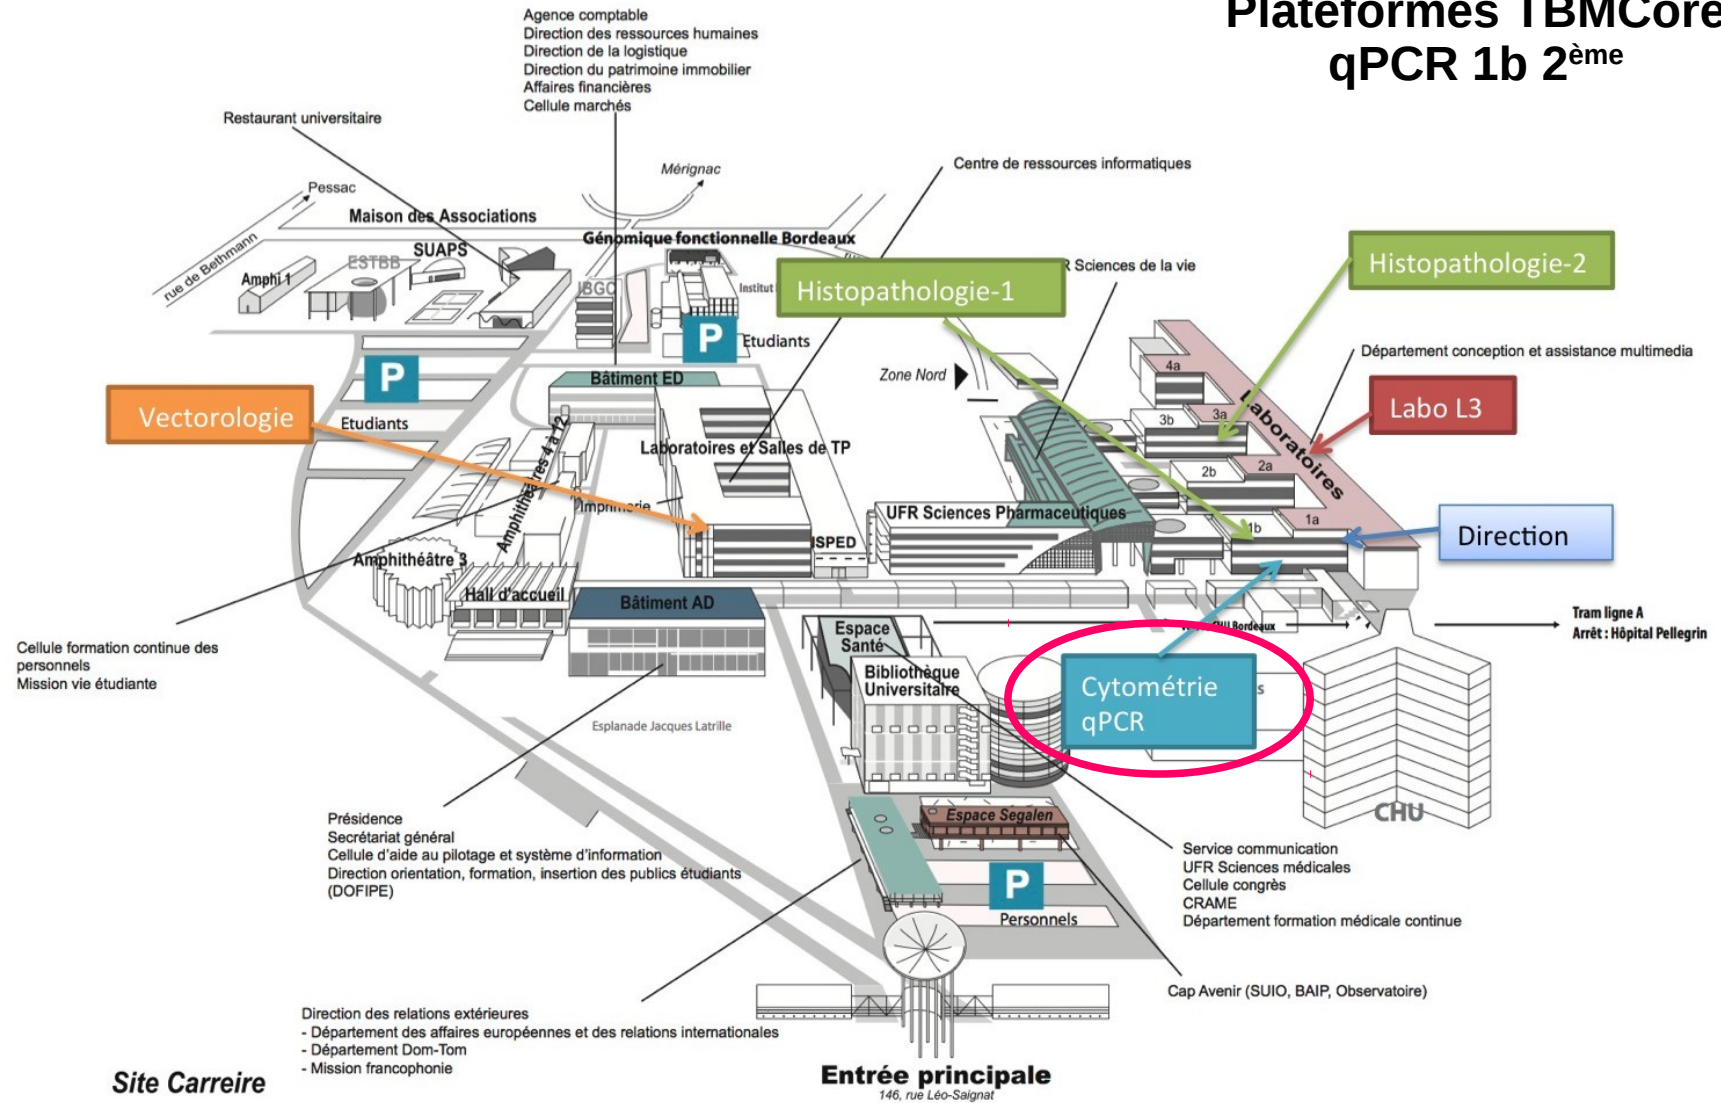 Plateformes TBMCore
qPCR 1b 2ème
Agence comptable
Direction des ressources humaines
Direction de la logistique
Direction du patrimoine immobilier
Affaires financières
Cellule marchés
Restaurant universitaire
Mérignac
Centre de ressources informatiques
Pessac
Maison des Associations
rue de Bethmann
SUAPS
ESTBB
Amphi 1
Génomique fonctionnelle Bordeaux
IBGC
Institut
Histopathologie-1
Sciences de la vie
Histopathologie-2
P
Etudiants
P
Etudiants
Zone Nord
Département conception et assistance multimedia
Labo L3
Laboratoires
4a
3b
3a
2b
2a
1b
1a
Vectorologie
Bâtiment ED
Laboratoires et Salles de TP
Amphithéâtres 4 à 12
Imprimerie
ISPED
UFR Sciences Pharmaceutiques
Direction
Amphithéâtre 3
Hall d'accueil
Bâtiment AD
Espace
Santé
CHU Bordeaux
Tram ligne A
Arrêt : Hôpital Pellegrin
Cellule formation continue des
personnels
Mission vie étudiante
Bibliothèque
Universitaire
Cytométrie
qPCR
Esplanade Jacques Latrille
CHU
Présidence
Secrétariat général
Cellule d'aide au pilotage et système d'information
Direction orientation, formation, insertion des publics étudiants
(DOFIPE)
Espace Segalen
P
Personnels
Service communication
UFR Sciences médicales
Cellule congrès
CRAME
Département formation médicale continue
Cap Avenir (SUIO, BAIP, Observatoire)
Direction des relations extérieures
- Département des affaires européennes et des relations internationales
- Département Dom-Tom
- Mission francophonie
Site Carreire
Entrée principale
146, rue Léo-Saignat